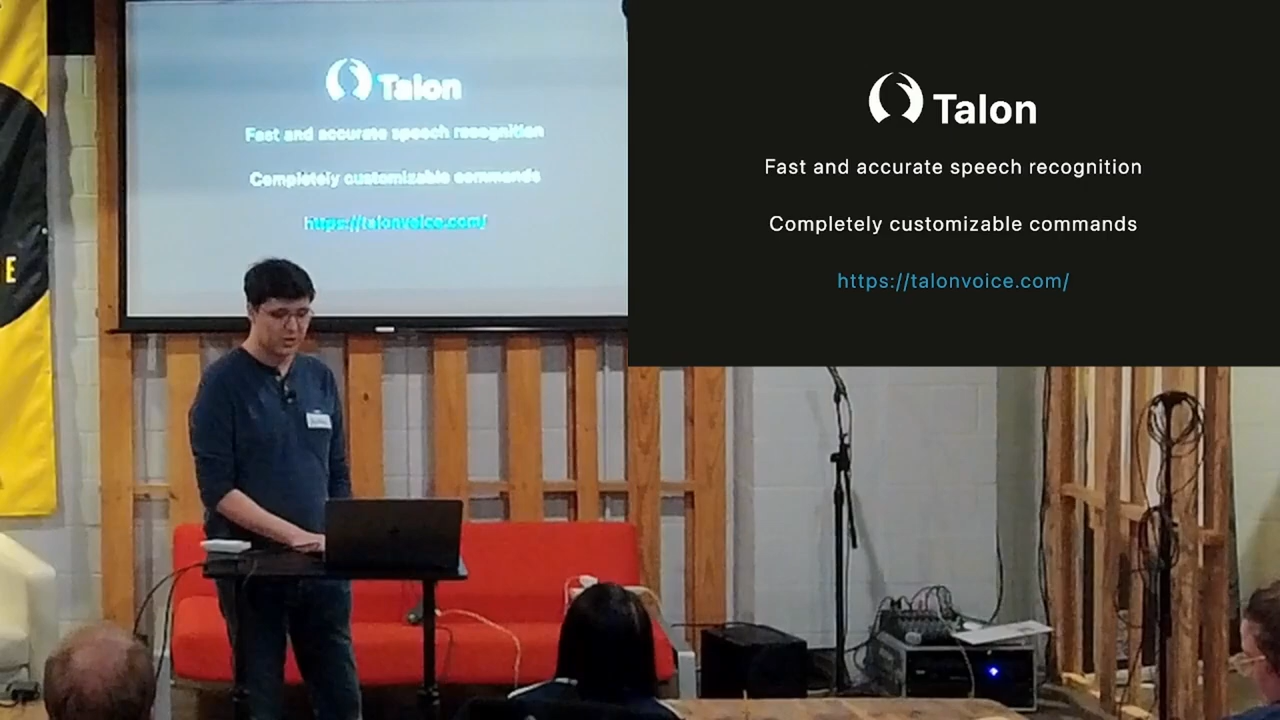 Talon
Fast and accurate speech recognition
Completely customizable commands
https://talonvoice.com/
Talon
Fast and accurate speech recognition
Completely customizable commands
https://talonvoice.com/
E